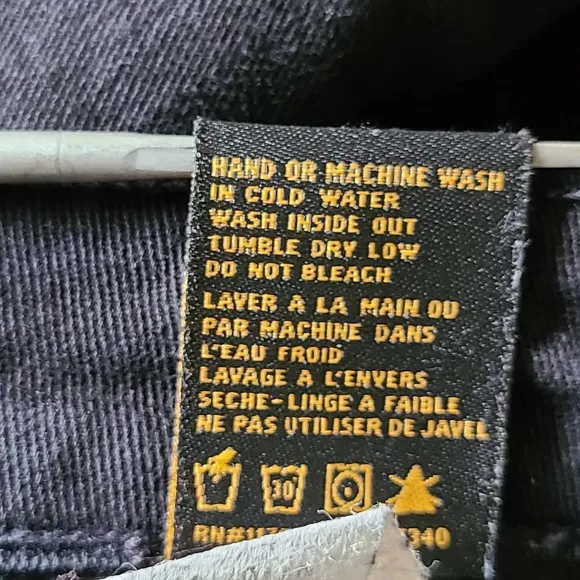 HAND OR MACHINE WASH
IN COLD WATER
WASH INSIDE OUT
TUMBLE DRY LOW
DO NOT BLEACH
LAVER A LA MAIN OU
PAR MACHINE DANS
L'EAU FROID
LAVAGE A L'ENVERS
SECHE-LINGE A FAIBLE
NE PAS UTILISER DE JAVEL
30